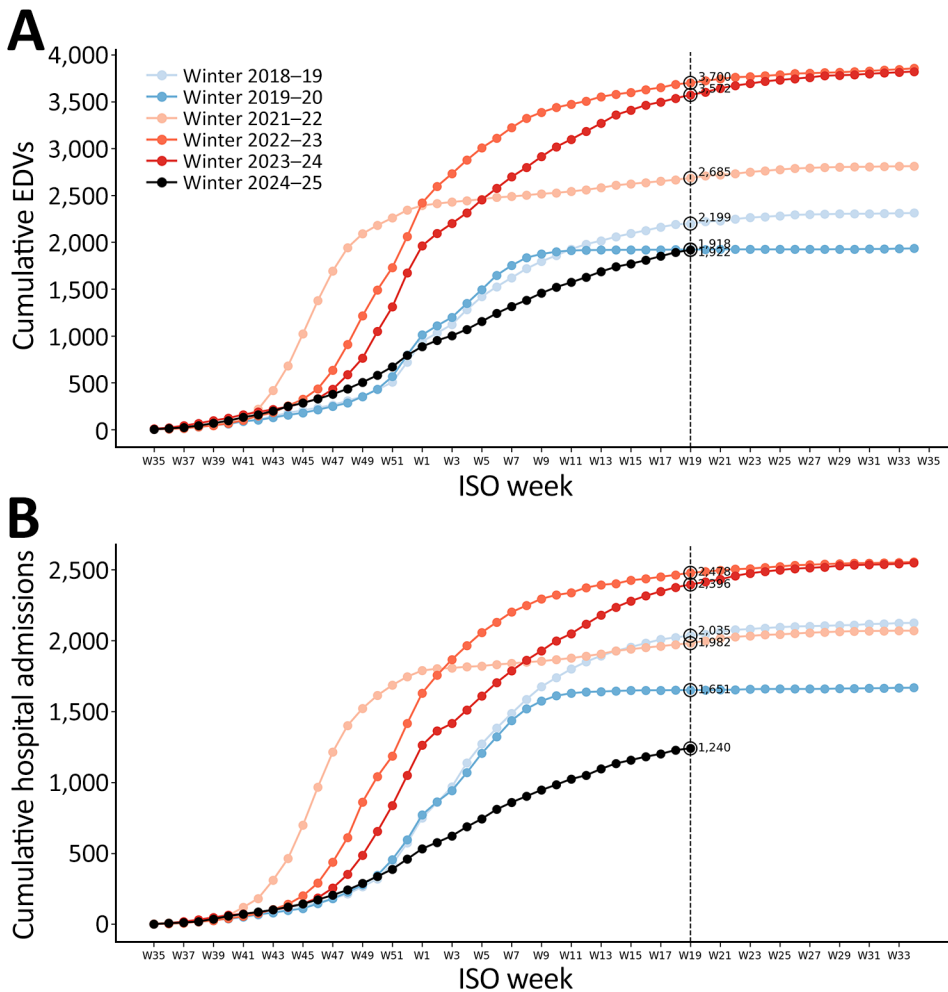 A
Cumulative EDVs
4,000
3,500
3,000
2,500
2,000
1,500
1,000
500
0
Winter 2018–19
Winter 2019–20
Winter 2021–22
Winter 2022–23
Winter 2023–24
Winter 2024–25
3,700
3,572
2,685
2,199
1,918
1,922
W35 W37 W39 W41 W43 W45 W47 W49 W51 W1 W3 W5 W7 W9 W11 W13 W15 W17 W19 W21 W23 W25 W27 W29 W31 W33 W35
ISO week
B
Cumulative hospital admissions
2,500
2,000
1,500
1,000
500
0
2,478
2,396
2,035
1,982
1,651
1,240
W35 W37 W39 W41 W43 W45 W47 W49 W51 W1 W3 W5 W7 W9 W11 W13 W15 W17 W19 W21 W23 W25 W27 W29 W31 W33
ISO week